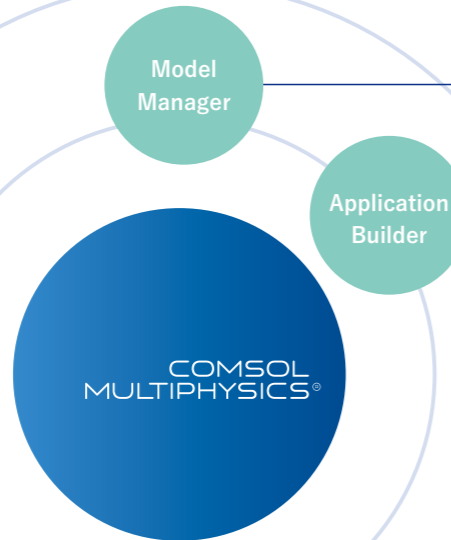 Model
Manager
Application
Builder
COMSOL
MULTIPHYSICS®